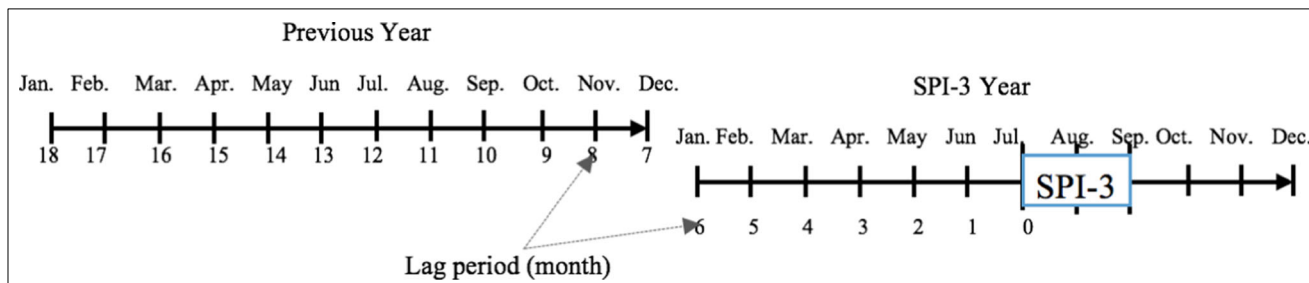 Previous Year
Jan. Feb. Mar. Apr. May Jun Jul. Aug. Sep. Oct. Nov. Dec.
18 17 16 15 14 13 12 11 10 9 8 7
SPI-3 Year
Jan. Feb. Mar. Apr. May Jun Jul. Aug. Sep. Oct. Nov. Dec.
SPI-3
6 5 4 3 2 1 0
Lag period (month)